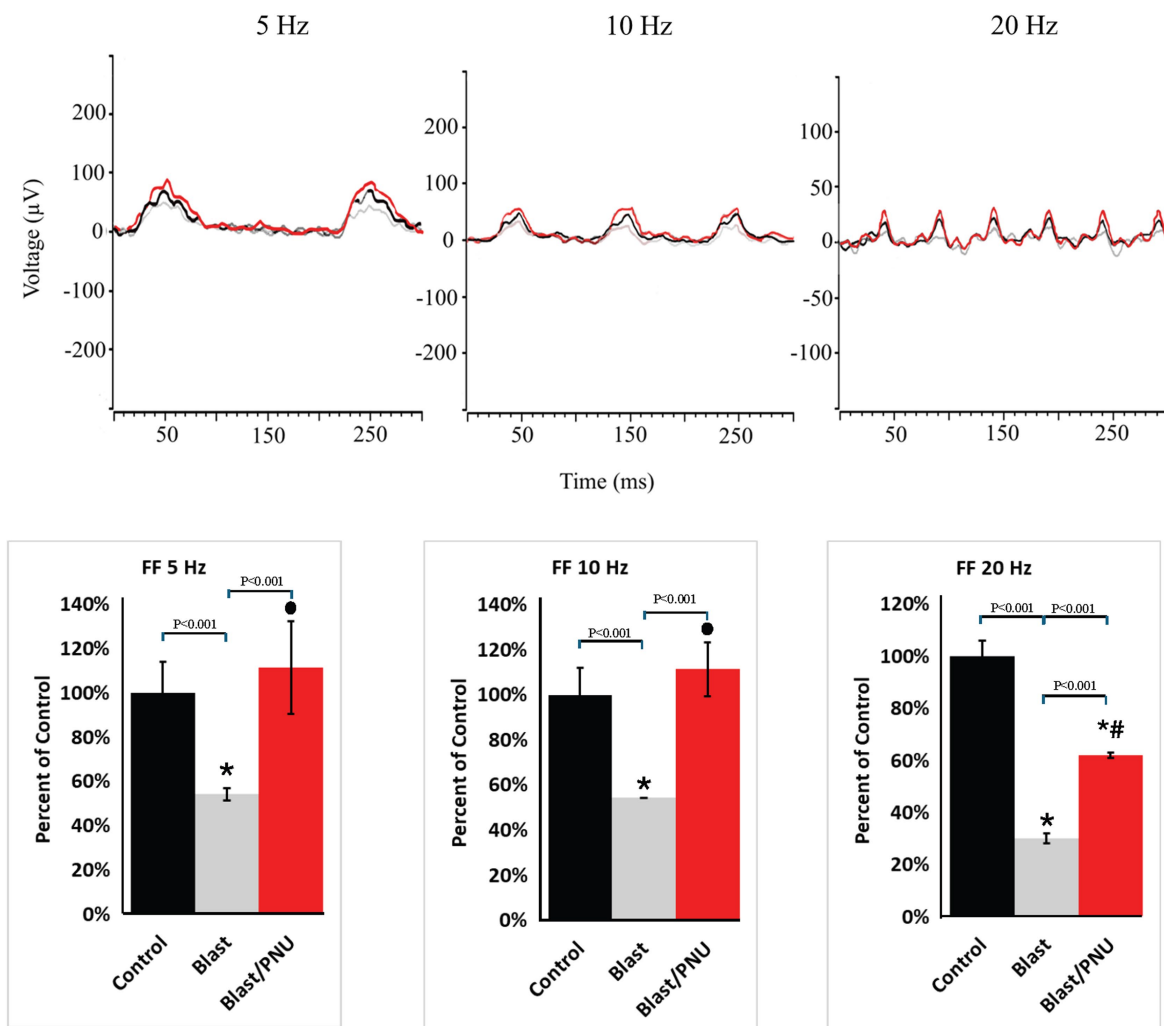 5 Hz
10 Hz
20 Hz
Voltage (µV)
200
100
0
-100
-200
50
150
250
200
100
0
-100
-200
50
150
250
100
50
0
-50
-100
50
150
250
Time (ms)
FF 5 Hz
P<0.001
P<0.001
Percent of Control
140%
120%
100%
80%
60%
40%
20%
0%
*
Control
Blast
Blast/PNU
FF 10 Hz
P<0.001
P<0.001
Percent of Control
140%
120%
100%
80%
60%
40%
20%
0%
*
Control
Blast
Blast/PNU
FF 20 Hz
P<0.001
P<0.001
P<0.001
Percent of Control
120%
100%
80%
60%
40%
20%
0%
*
*#
Control
Blast
Blast/PNU